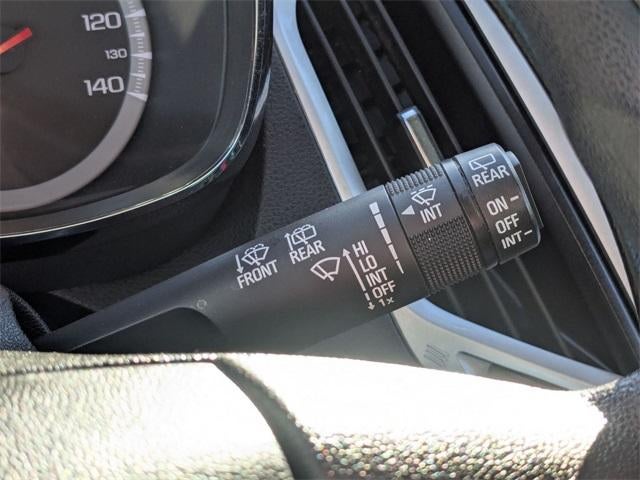 120
130
140
FRONT
REAR
HI
LO
INT
OFF
1x
INT
REAR
ON
OFF
INT